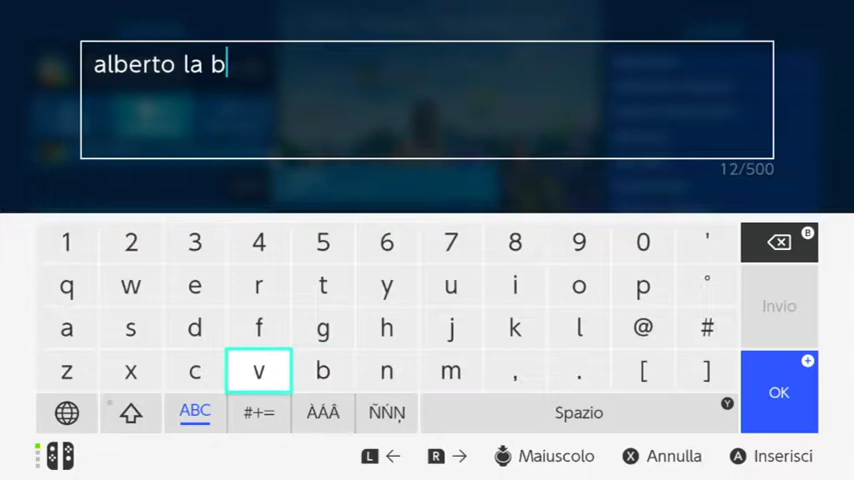 alberto la b
12/500
1 2 3 4 5 6 7 8 9 0 '
q w e r t y u i o p °
a s d f g h j k l @ #
z x c v b n m , . [ ]
B
Invio
+
OK
ABC #+= ÀÁÂ ÑŃŅ Spazio Y
L ← R → Maiuscolo X Annulla A Inserisci